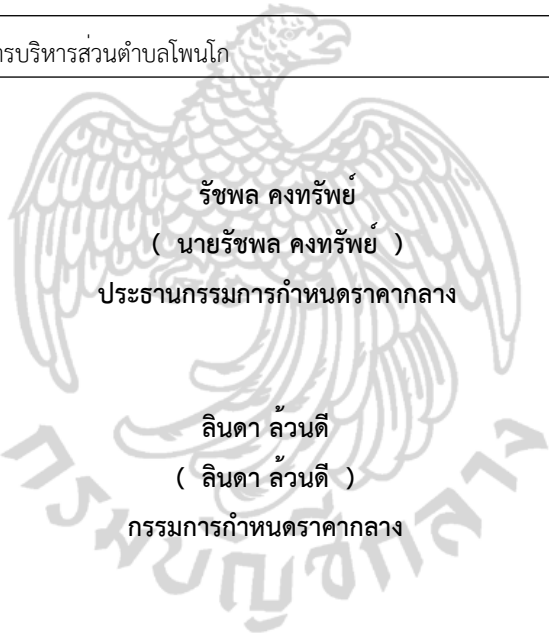 ารบริหารส่วนตำบลโพนโก
รัชพล คงทรัพย์
( นายรัชพล คงทรัพย์ )
ประธานกรรมการกำหนดราคากลาง
ลินดา ล้วนดี
( ลินดา ล้วนดี )
กรรมการกำหนดราคากลาง
กรมบัญชีกลาง